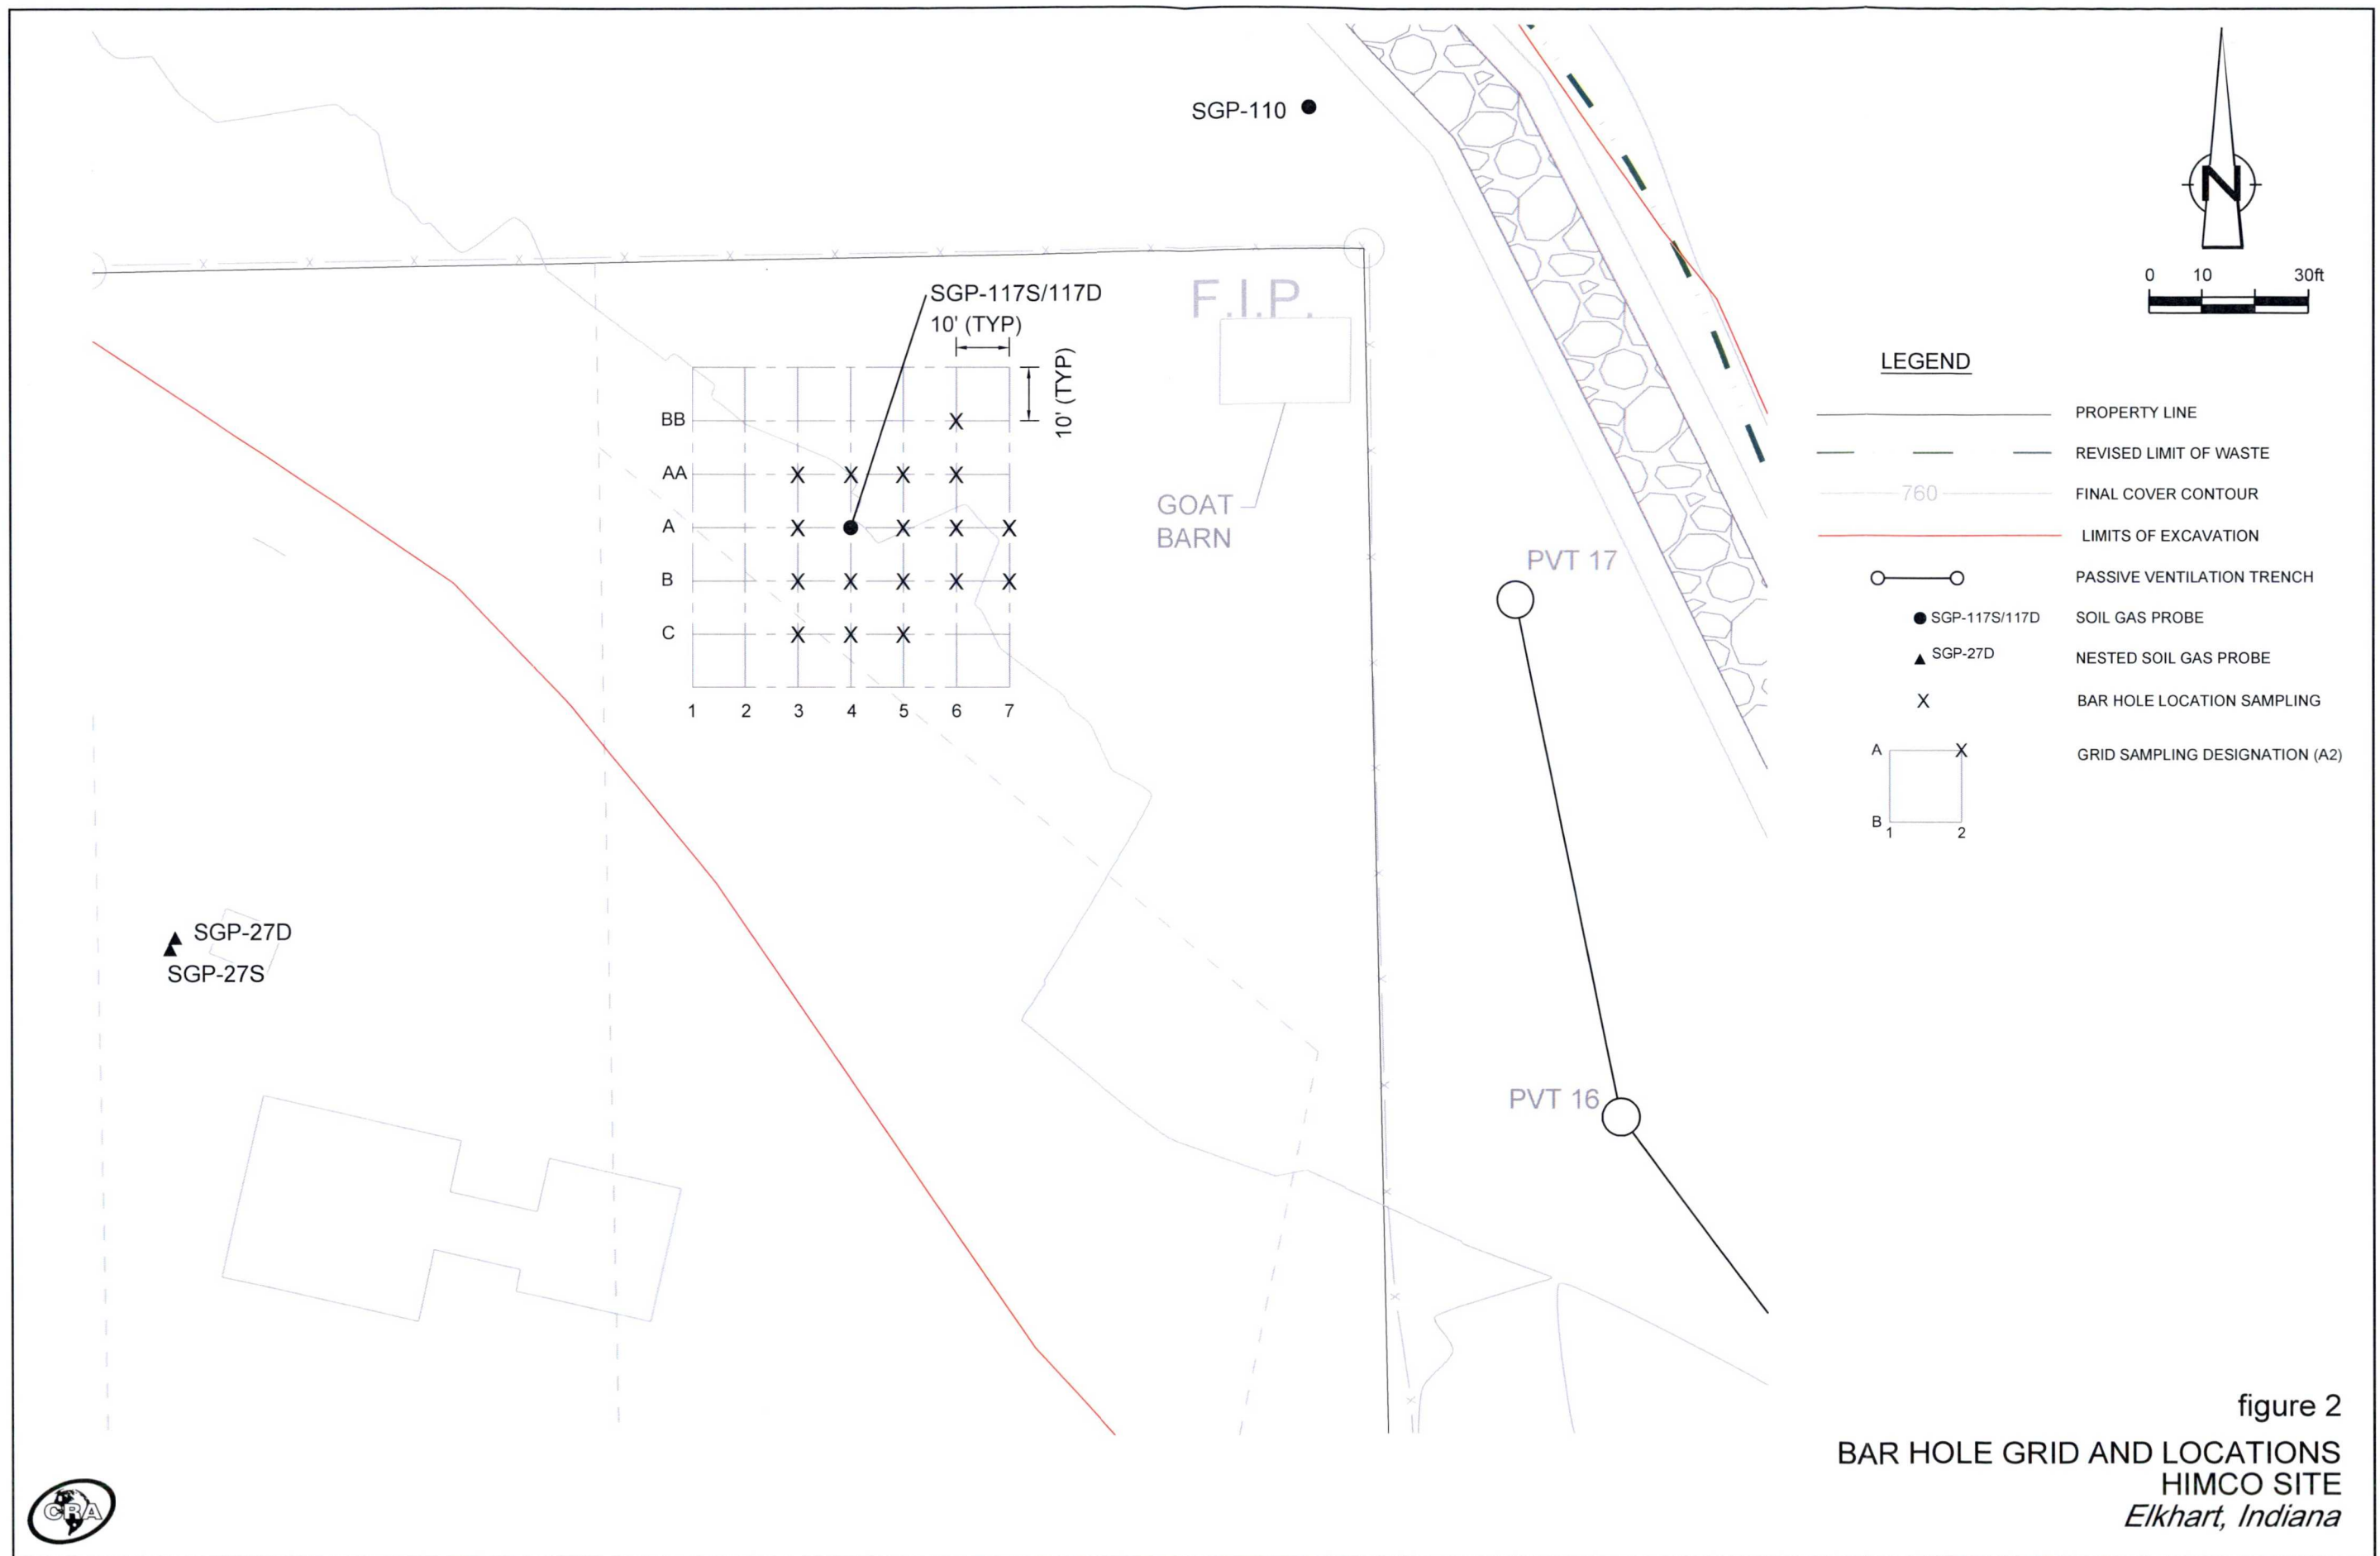 SGP-110
N
0 10 30ft
F.I.P.
SGP-117S/117D
10' (TYP)
10' (TYP)
BB X
AA X X X X
A X X X X
B X X X X X
C X X X
1 2 3 4 5 6 7
GOAT
BARN
PVT 17
PVT 16
SGP-27D
SGP-27S
LEGEND
PROPERTY LINE
REVISED LIMIT OF WASTE
760 FINAL COVER CONTOUR
LIMITS OF EXCAVATION
PASSIVE VENTILATION TRENCH
SGP-117S/117D SOIL GAS PROBE
SGP-27D NESTED SOIL GAS PROBE
X BAR HOLE LOCATION SAMPLING
A X GRID SAMPLING DESIGNATION (A2)
B
1 2
figure 2
BAR HOLE GRID AND LOCATIONS
HIMCO SITE
Elkhart, Indiana
CRA